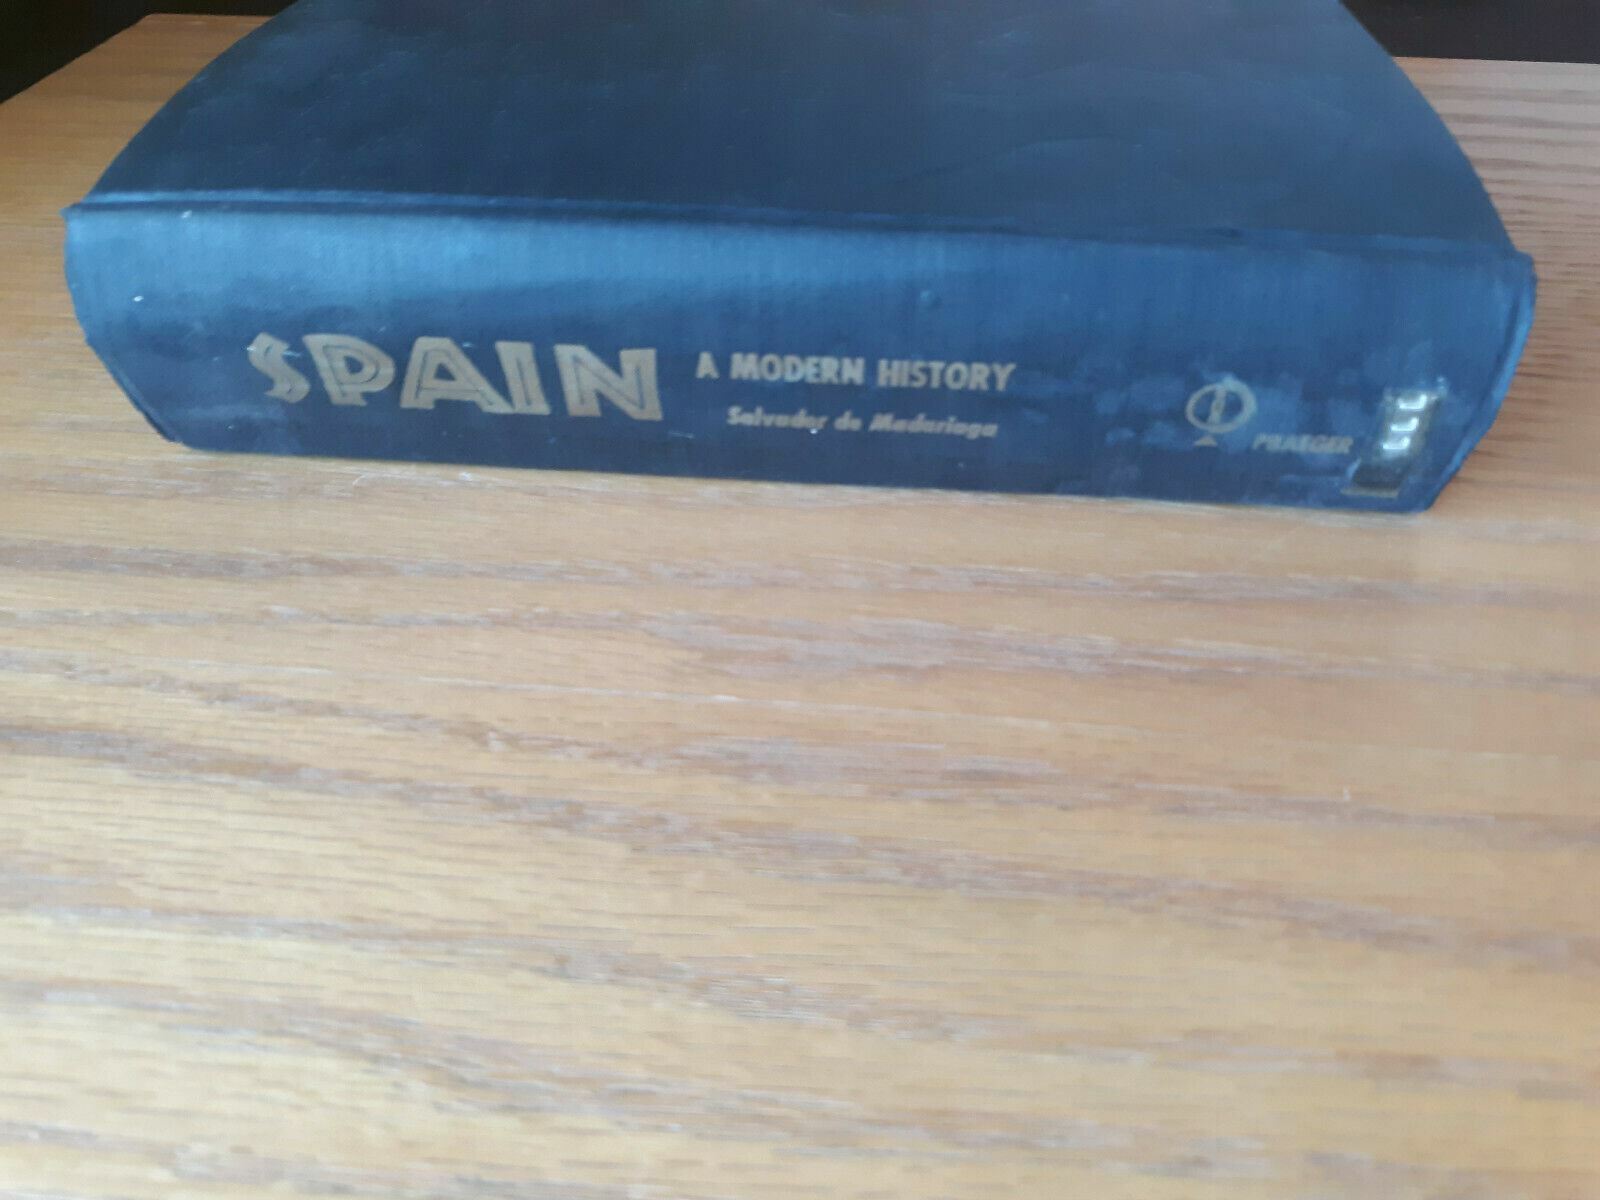 SPAIN
A MODERN HISTORY
Salvador de Madariaga
PRAEGER